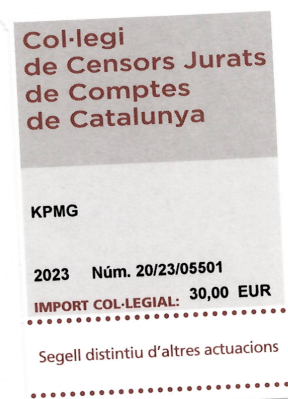 Col·legi
de Censors Jurats
de Comptes
de Catalunya
KPMG
2023 Núm. 20/23/05501
IMPORT COL·LEGIAL: 30,00 EUR
Segell distintiu d'altres actuacions